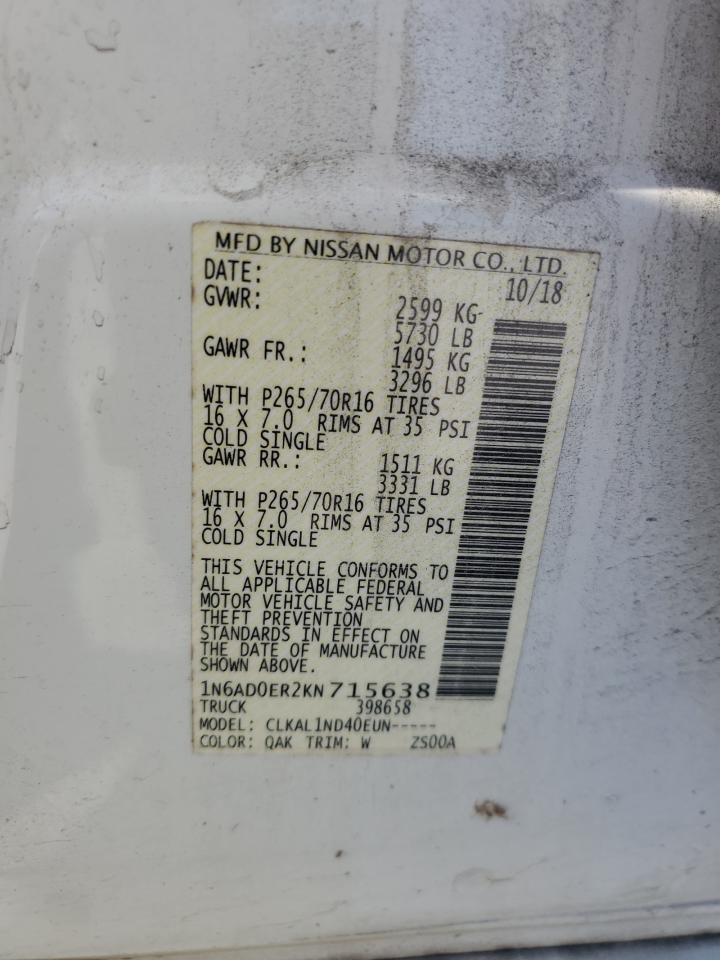 MFD BY NISSAN MOTOR CO., LTD.
DATE: 10/18
GVWR: 2599 KG
5730 LB
GAWR FR.: 1495 KG
3296 LB
WITH P265/70R16 TIRES
16 X 7.0 RIMS AT 35 PSI
COLD SINGLE
GAWR RR.: 1511 KG
3331 LB
WITH P265/70R16 TIRES
16 X 7.0 RIMS AT 35 PSI
COLD SINGLE
THIS VEHICLE CONFORMS TO
ALL APPLICABLE FEDERAL
MOTOR VEHICLE SAFETY AND
THEFT PREVENTION
STANDARDS IN EFFECT ON
THE DATE OF MANUFACTURE
SHOWN ABOVE.
1N6AD0ER2KN715638
TRUCK 398658
MODEL: CLKAL1ND40EUN-----
COLOR: QAK TRIM: W ZS00A